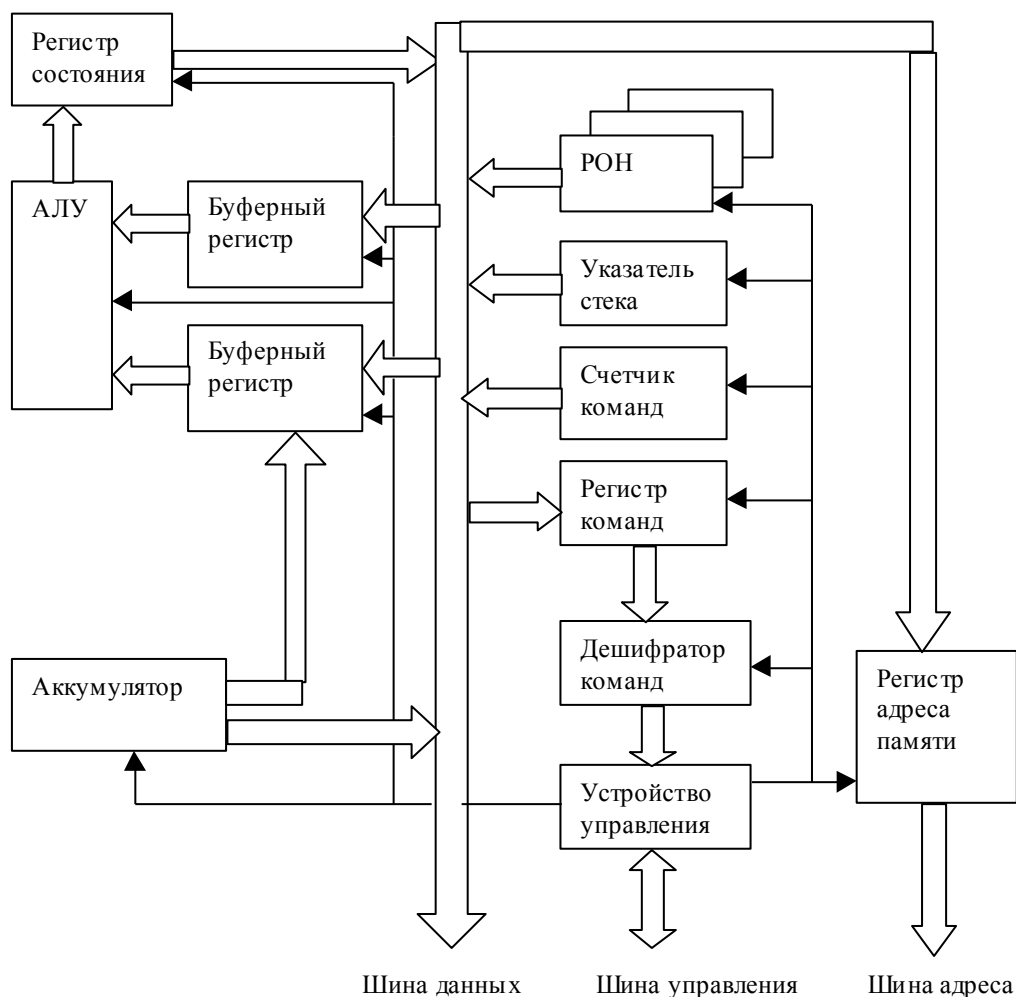 Регистр
состояния
РОН
АЛУ
Буферный
регистр
Указатель
стека
Буферный
регистр
Счетчик
команд
Регистр
команд
Дешифратор
команд
Аккумулятор
Регистр
адреса
памяти
Устройство
управления
Шина данных
Шина управления
Шина адреса